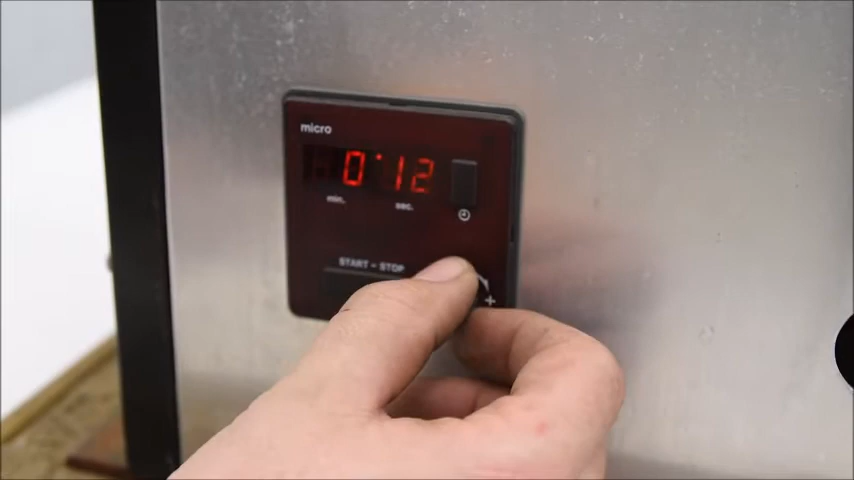 micro
0'12
min. sec.
START - STOP
+